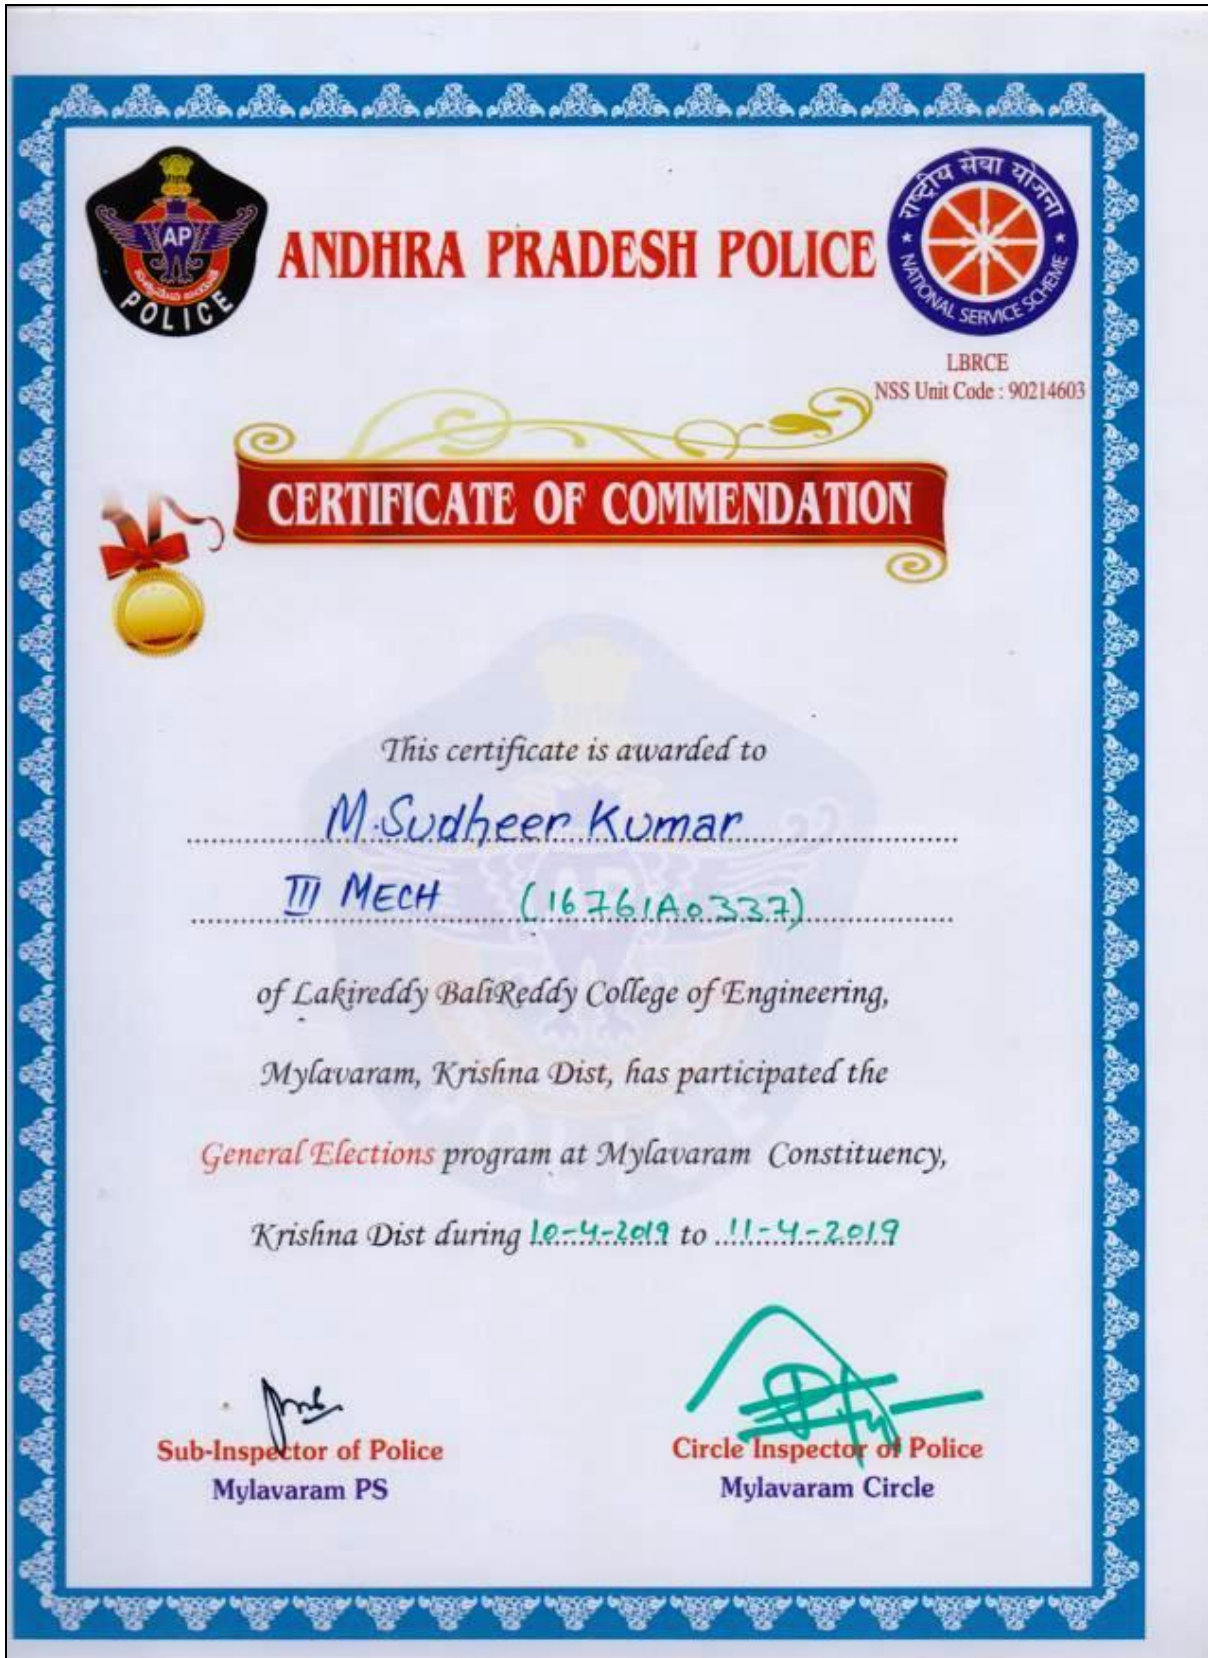 AP
POLICE
ANDHRA PRADESH POLICE
राष्ट्रीय सेवा योजना
NATIONAL SERVICE SCHEME
LBRCE
NSS Unit Code : 90214603
CERTIFICATE OF COMMENDATION
This certificate is awarded to
M.Sudheer Kumar
III MECH (16761A0337)
of Lakireddy BaliReddy College of Engineering,
Mylavaram, Krishna Dist, has participated the
General Elections program at Mylavaram Constituency,
Krishna Dist during 10-4-2019 to 11-4-2019
Sub-Inspector of Police
Mylavaram PS
Circle Inspector of Police
Mylavaram Circle